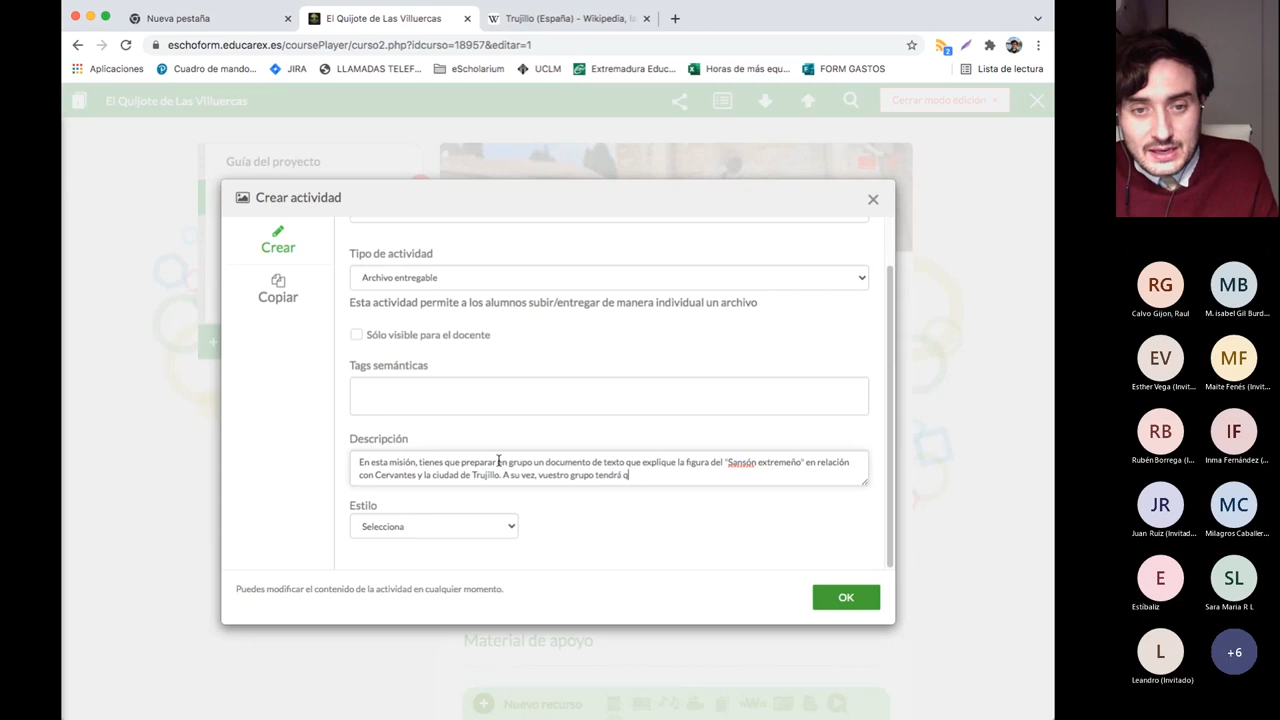 Nueva pestaña
El Quijote de Las Villuercas
Trujillo (España) - Wikipedia, la
eschoform.educarex.es/coursePlayer/curso2.php?idcurso=18957&editar=1
2
Aplicaciones
Cuadro de mando...
JIRA
LLAMADAS TELEF...
eScholarium
UCLM
Extremadura Educ...
Horas de más equ...
FORM GASTOS
Lista de lectura
El Quijote de Las Villuercas
Cerrar modo edición
Guía del proyecto
Crear actividad
Crear
Copiar
Tipo de actividad
Archivo entregable
Esta actividad permite a los alumnos subir/entregar de manera individual un archivo
Sólo visible para el docente
Tags semánticas
Descripción
En esta misión, tienes que preparar en grupo un documento de texto que explique la figura del "Sansón extremeño" en relación
con Cervantes y la ciudad de Trujillo. A su vez, vuestro grupo tendrá q
Estilo
Selecciona
Puedes modificar el contenido de la actividad en cualquier momento.
OK
Material de apoyo
Nuevo recurso
RG
Calvo Gijon, Raul
MB
M. isabel Gil Burd...
EV
Esther Vega (Invit...
MF
Maite Fenés (Invit...
RB
Rubén Borrega (I...
IF
Inma Fernández (...
JR
Juan Ruiz (Invitad...
MC
Milagros Caballer...
E
Estíbaliz
SL
Sara Maria R L
L
Leandro (Invitado)
+6